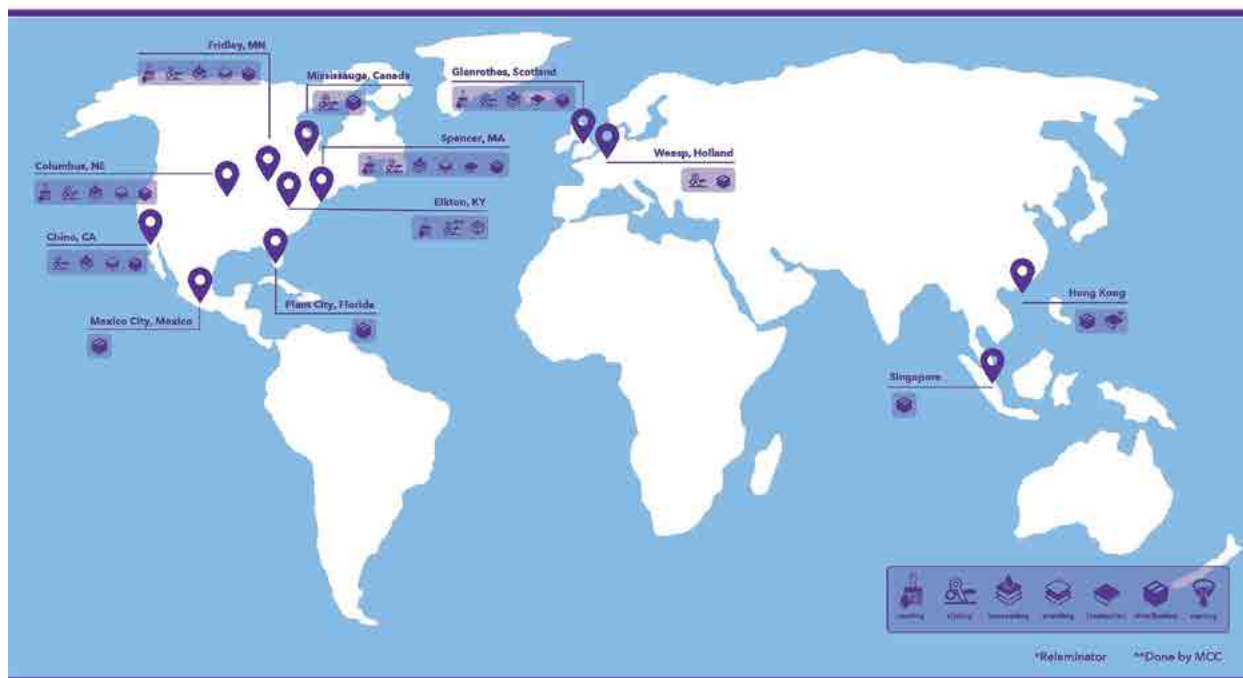 Fridley, MN
Mississauga, Canada
Glenrothes, Scotland
Spencer, MA
Weesp, Holland
Columbus, NE
Elkton, KY
Chino, CA
Hong Kong
Plant City, Florida
Mexico City, Mexico
Singapore
*Releminator **Done by MCC